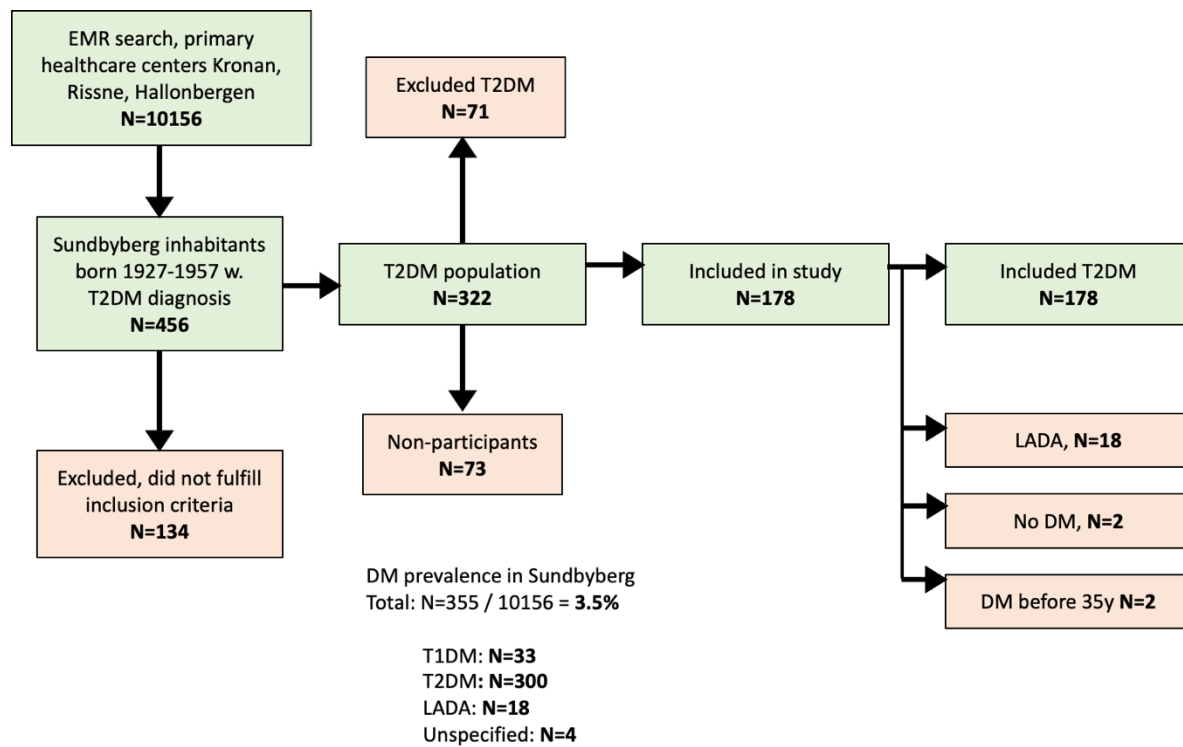 EMR search, primary
healthcare centers Kronan,
Rissne, Hallonbergen
N=10156
Excluded T2DM
N=71
Sundbyberg inhabitants
born 1927-1957 w.
T2DM diagnosis
N=456
T2DM population
N=322
Included in study
N=178
Included T2DM
N=178
Non-participants
N=73
LADA, N=18
Excluded, did not fulfill
inclusion criteria
N=134
No DM, N=2
DM before 35y N=2
DM prevalence in Sundbyberg
Total: N=355 / 10156 = 3.5%
T1DM: N=33
T2DM: N=300
LADA: N=18
Unspecified: N=4